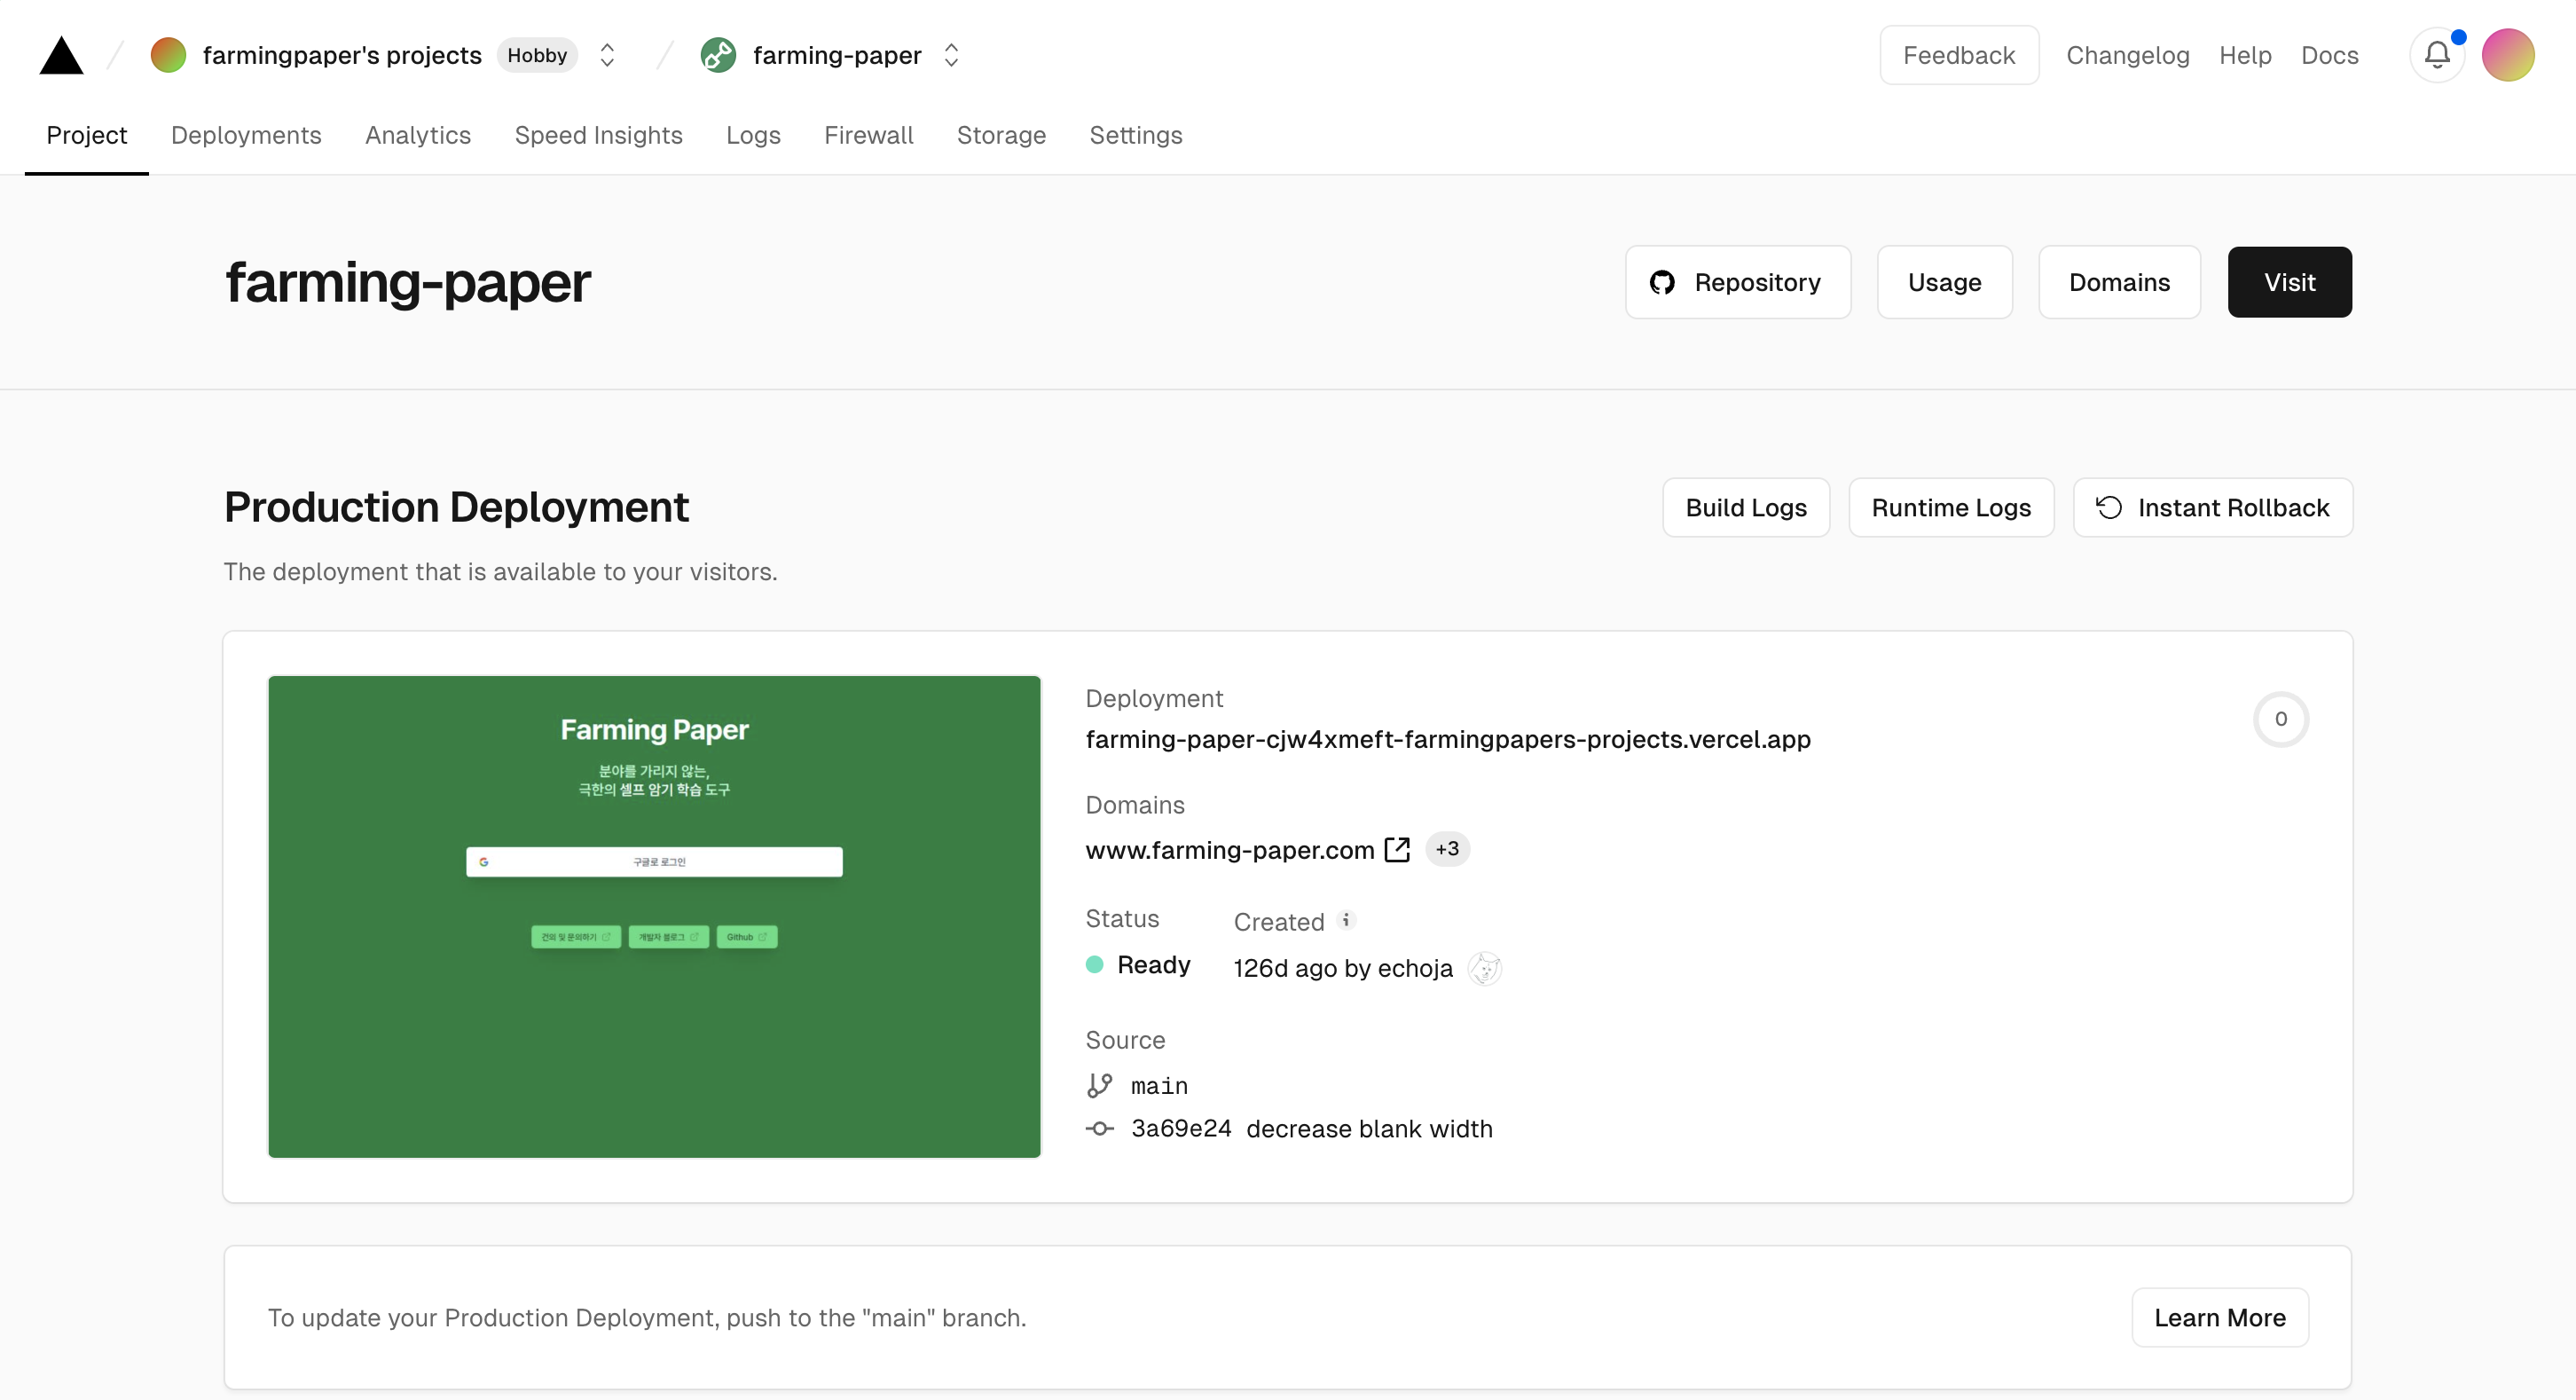 farmingpaper's projects Hobby farming-paper Feedback Changelog Help Docs
Project Deployments Analytics Speed Insights Logs Firewall Storage Settings
farming-paper Repository Usage Domains Visit
Production Deployment Build Logs Runtime Logs Instant Rollback
The deployment that is available to your visitors.
Farming Paper
분야를 가리지 않는,
극한의 셀프 암기 학습 도구
구글로 로그인
건의 및 문의하기 개발자 블로그 Github
Deployment
0
farming-paper-cjw4xmeft-farmingpapers-projects.vercel.app
Domains
www.farming-paper.com +3
Status Created
Ready 126d ago by echoja
Source
main
3a69e24 decrease blank width
To update your Production Deployment, push to the "main" branch. Learn More